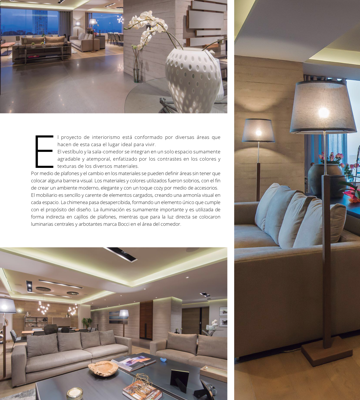 El proyecto de interiorismo está conformado por diversas áreas que
hacen de esta casa el lugar ideal para vivir.
El vestíbulo y la sala-comedor se integran en un solo espacio sumamente
agradable y atemporal, enfatizado por los contrastes en los colores y
texturas de los diversos materiales.
Por medio de plafones y el cambio en los materiales se pueden definir áreas sin tener que
colocar alguna barrera visual. Los materiales y colores utilizados fueron sobrios, con el fin
de crear un ambiente moderno, elegante y con un toque cozy por medio de accesorios.
El mobiliario es sencillo y carente de elementos cargados, creando una armonía visual en
cada espacio. La chimenea pasa desapercibida, formando un elemento único que cumple
con el propósito del diseño. La iluminación es sumamente importante y es utilizada de
forma indirecta en cajillos de plafones, mientras que para la luz directa se colocaron
luminarias centrales y arbotantes marca Bocci en el área del comedor.